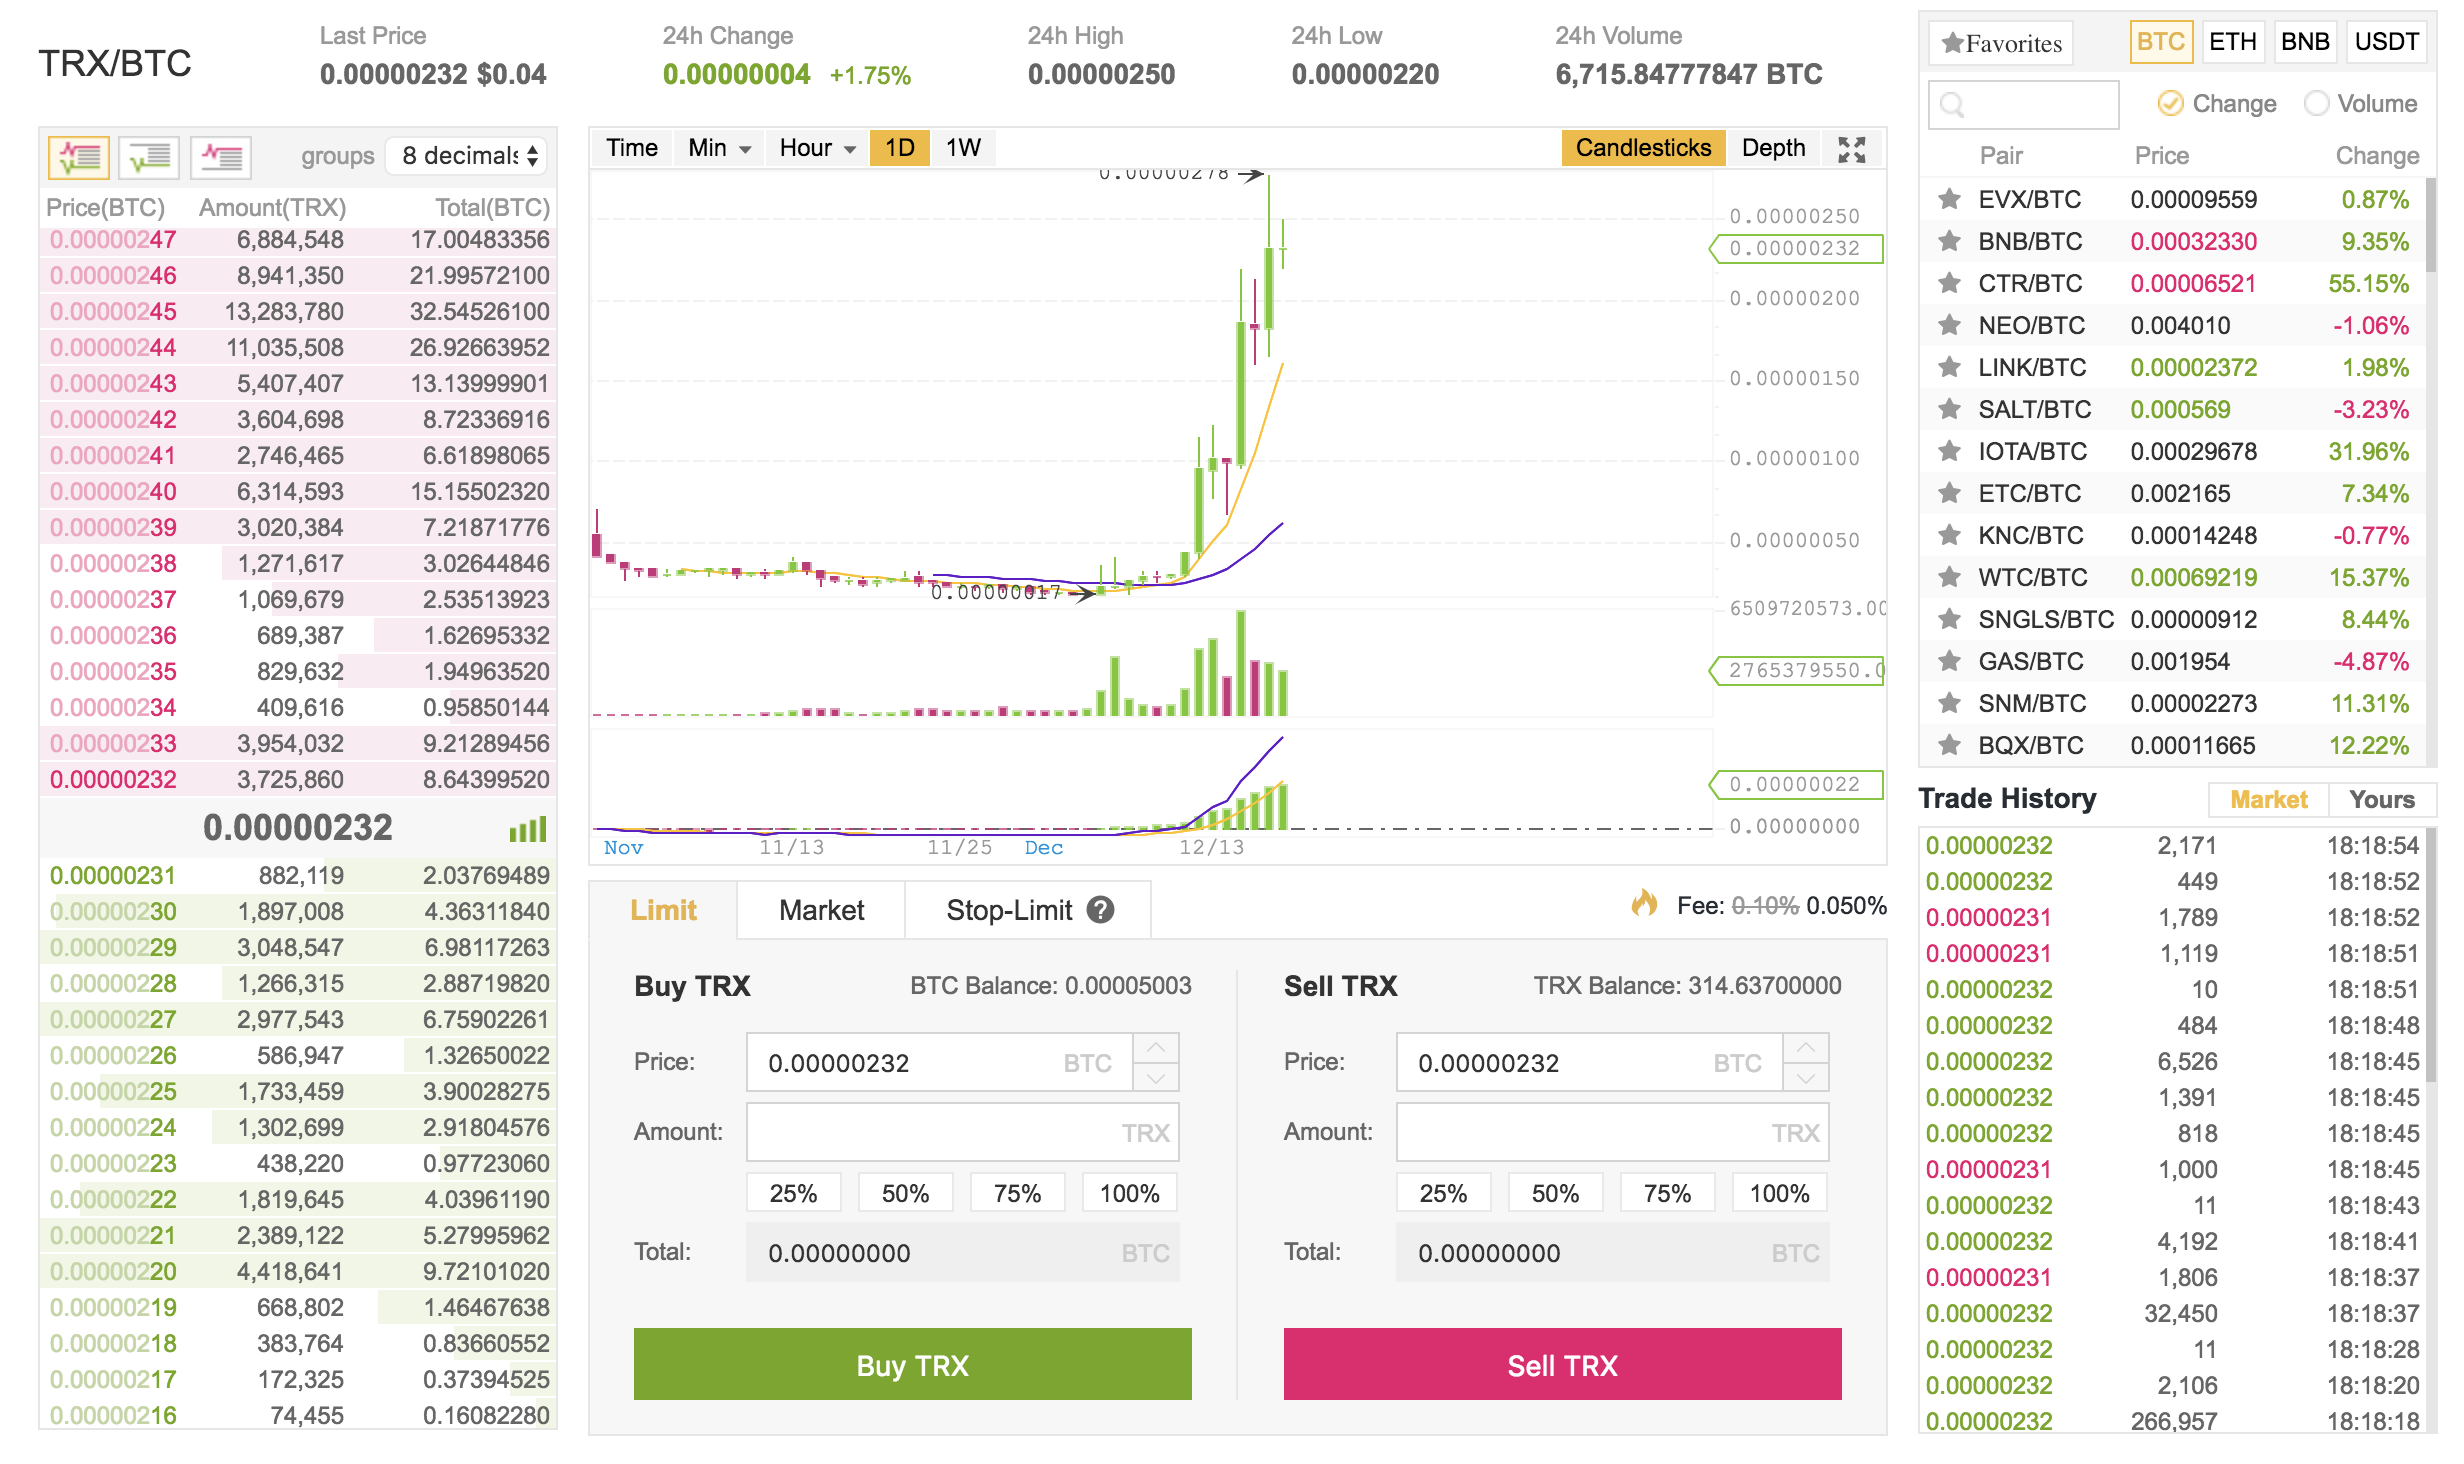 TRX/BTC
Last Price
0.00000232 $0.04
24h Change
0.00000004 +1.75%
24h High
0.00000250
24h Low
0.00000220
24h Volume
6,715.84777847 BTC
groups 8 decimals
Price(BTC) Amount(TRX) Total(BTC)
0.00000247 6,884,548 17.00483356
0.00000246 8,941,350 21.99572100
0.00000245 13,283,780 32.54526100
0.00000244 11,035,508 26.92663952
0.00000243 5,407,407 13.13999901
0.00000242 3,604,698 8.72336916
0.00000241 2,746,465 6.61898065
0.00000240 6,314,593 15.15502320
0.00000239 3,020,384 7.21871776
0.00000238 1,271,617 3.02644846
0.00000237 1,069,679 2.53513923
0.00000236 689,387 1.62695332
0.00000235 829,632 1.94963520
0.00000234 409,616 0.95850144
0.00000233 3,954,032 9.21289456
0.00000232 3,725,860 8.64399520
0.00000232
0.00000231 882,119 2.03769489
0.00000230 1,897,008 4.36311840
0.00000229 3,048,547 6.98117263
0.00000228 1,266,315 2.88719820
0.00000227 2,977,543 6.75902261
0.00000226 586,947 1.32650022
0.00000225 1,733,459 3.90028275
0.00000224 1,302,699 2.91804576
0.00000223 438,220 0.97723060
0.00000222 1,819,645 4.03961190
0.00000221 2,389,122 5.27995962
0.00000220 4,418,641 9.72101020
0.00000219 668,802 1.46467638
0.00000218 383,764 0.83660552
0.00000217 172,325 0.37394525
0.00000216 74,455 0.16082280
Time Min Hour 1D 1W
Candlesticks Depth
0.00000278
0.00000250
0.00000232
0.00000200
0.00000150
0.00000100
0.00000050
0.00000017
6509720573.00
2765379550.0
0.00000022
0.00000000
Nov 11/13 11/25 Dec 12/13
Limit Market Stop-Limit ?
Fee: 0.10% 0.050%
Buy TRX BTC Balance: 0.00005003
Price: 0.00000232 BTC
Amount: TRX
25% 50% 75% 100%
Total: 0.00000000 BTC
Buy TRX
Sell TRX TRX Balance: 314.63700000
Price: 0.00000232 BTC
Amount: TRX
25% 50% 75% 100%
Total: 0.00000000 BTC
Sell TRX
Favorites BTC ETH BNB USDT
Change Volume
Pair Price Change
EVX/BTC 0.00009559 0.87%
BNB/BTC 0.00032330 9.35%
CTR/BTC 0.00006521 55.15%
NEO/BTC 0.004010 -1.06%
LINK/BTC 0.00002372 1.98%
SALT/BTC 0.000569 -3.23%
IOTA/BTC 0.00029678 31.96%
ETC/BTC 0.002165 7.34%
KNC/BTC 0.00014248 -0.77%
WTC/BTC 0.00069219 15.37%
SNGLS/BTC 0.00000912 8.44%
GAS/BTC 0.001954 -4.87%
SNM/BTC 0.00002273 11.31%
BQX/BTC 0.00011665 12.22%
Trade History Market Yours
0.00000232 2,171 18:18:54
0.00000232 449 18:18:52
0.00000231 1,789 18:18:52
0.00000231 1,119 18:18:51
0.00000232 10 18:18:51
0.00000232 484 18:18:48
0.00000232 6,526 18:18:45
0.00000232 1,391 18:18:45
0.00000232 818 18:18:45
0.00000231 1,000 18:18:45
0.00000232 11 18:18:43
0.00000232 4,192 18:18:41
0.00000231 1,806 18:18:37
0.00000232 32,450 18:18:37
0.00000232 11 18:18:28
0.00000232 2,106 18:18:20
0.00000232 266,957 18:18:18